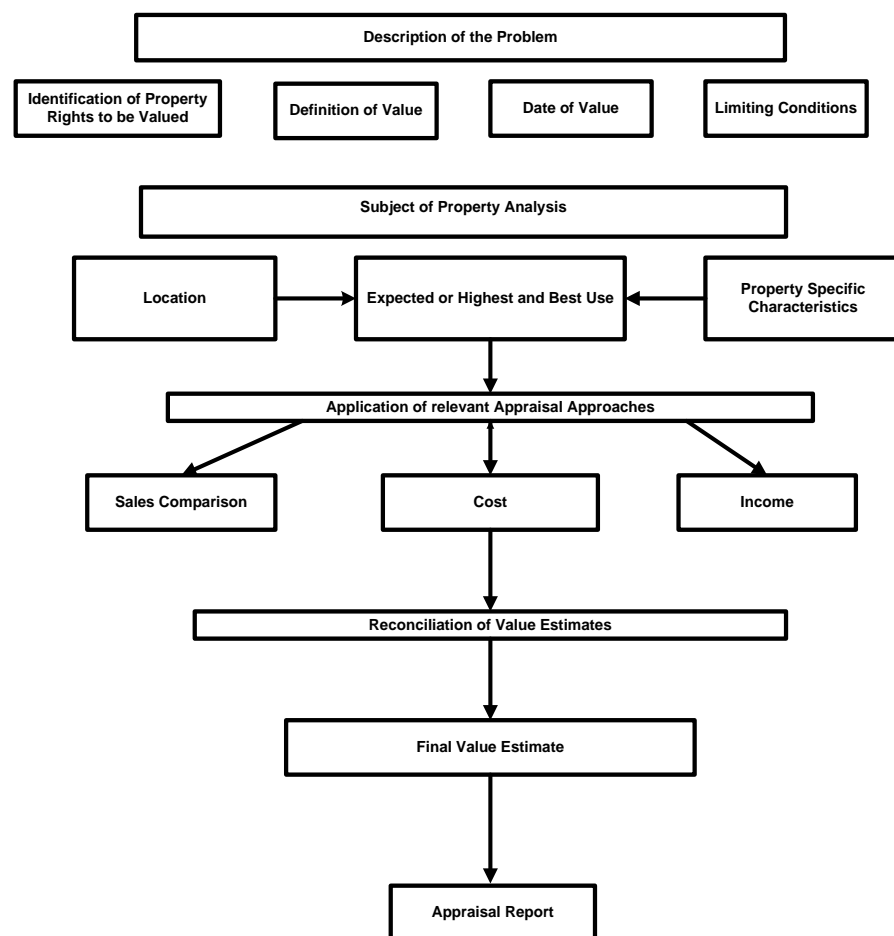 Description of the Problem
Identification of Property
Rights to be Valued
Definition of Value
Date of Value
Limiting Conditions
Subject of Property Analysis
Location
Expected or Highest and Best Use
Property Specific
Characteristics
Application of relevant Appraisal Approaches
Sales Comparison
Cost
Income
Reconciliation of Value Estimates
Final Value Estimate
Appraisal Report